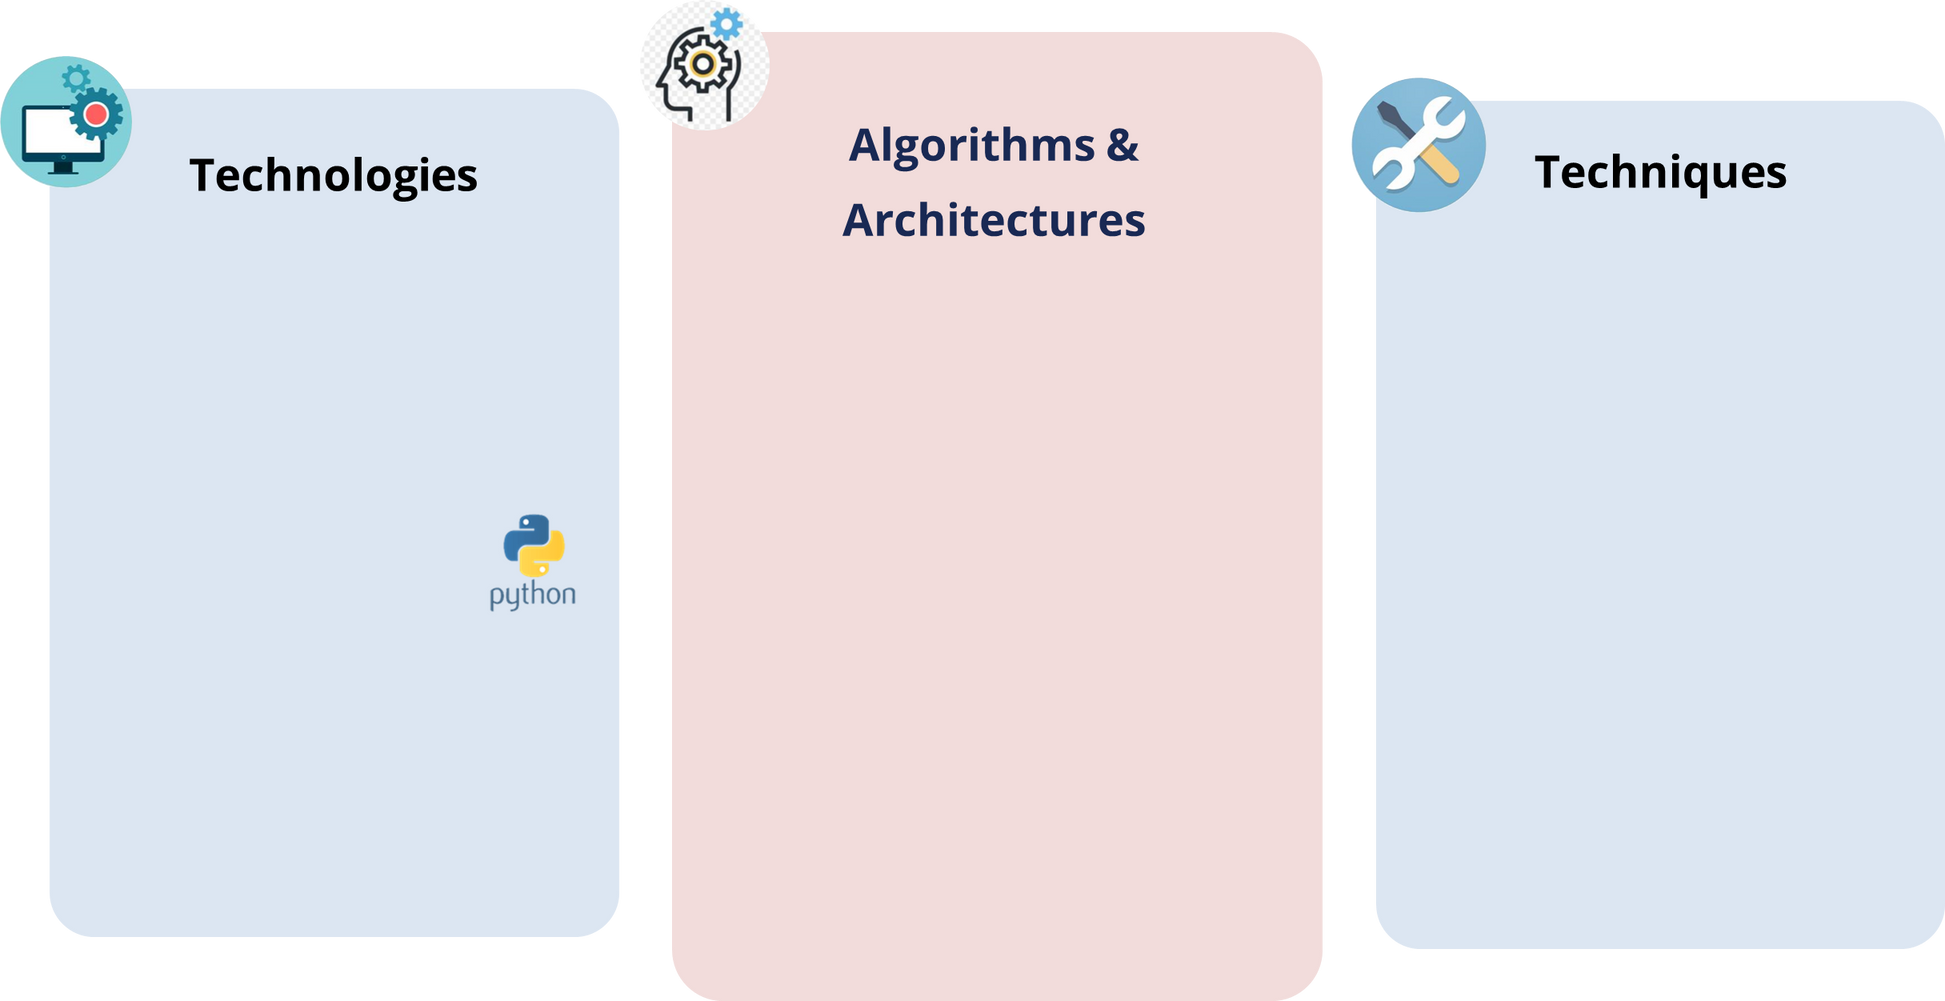 Technologies
python
Algorithms &
Architectures
Techniques